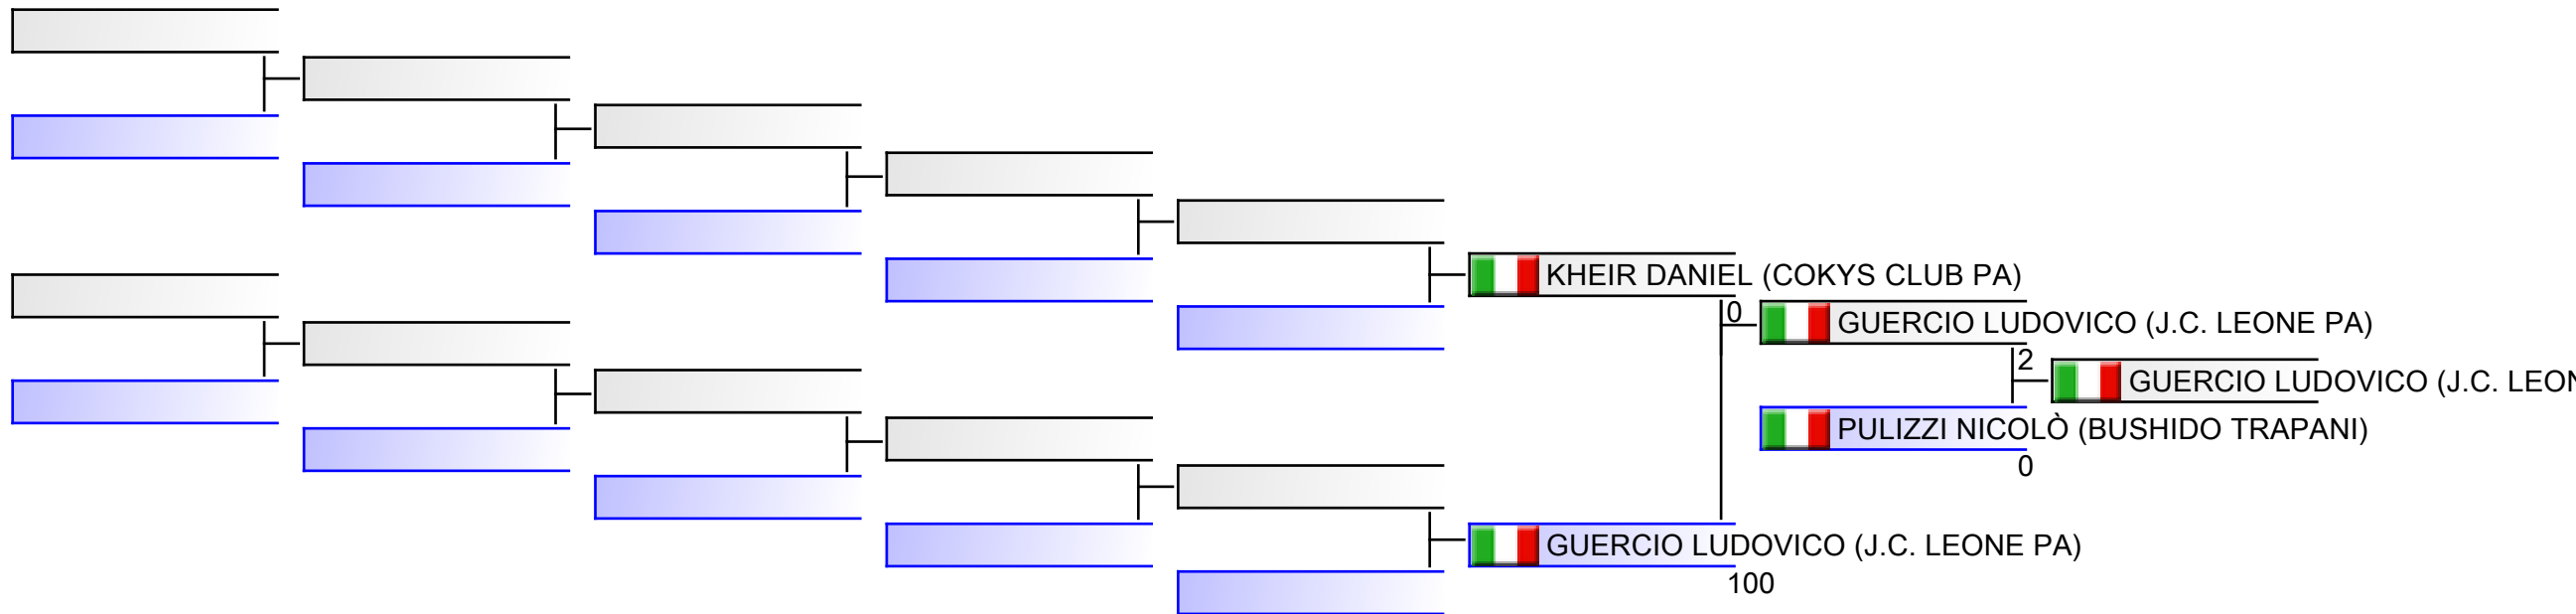 KHEIR DANIEL (COKYS CLUB PA)
0
GUERCIO LUDOVICO (J.C. LEONE PA)
2
GUERCIO LUDOVICO (J.C. LEON
PULIZZI NICOLÒ (BUSHIDO TRAPANI)
0
GUERCIO LUDOVICO (J.C. LEONE PA)
100